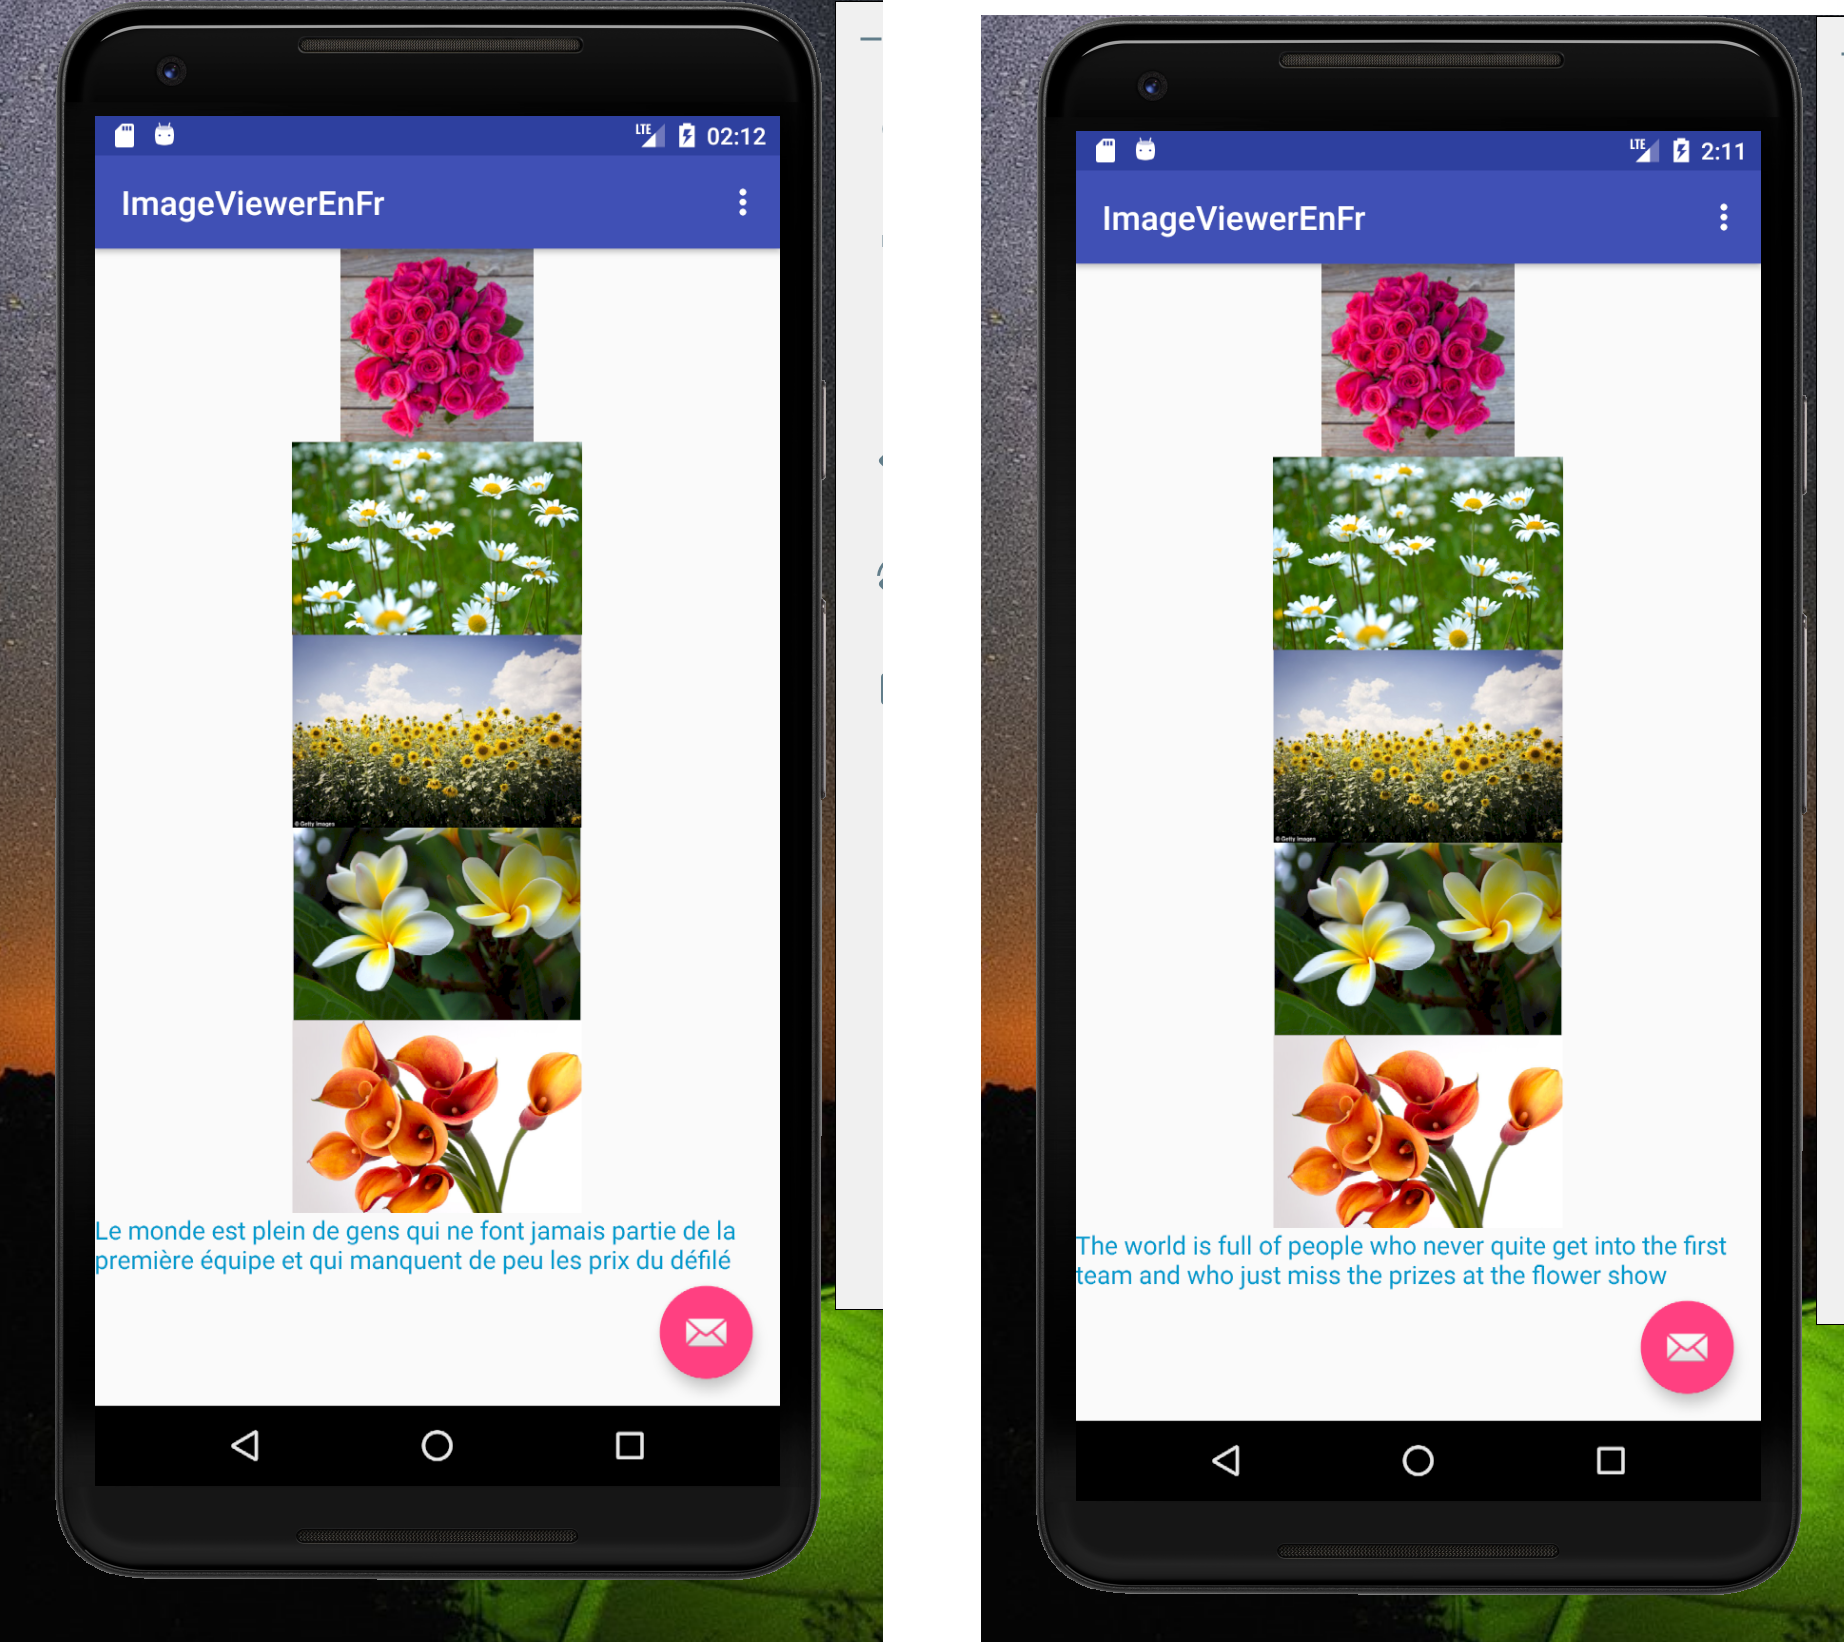 LTE 02:12
ImageViewerEnFr
© Getty Images
Le monde est plein de gens qui ne font jamais partie de la
première équipe et qui manquent de peu les prix du défilé
LTE 2:11
ImageViewerEnFr
© Getty Images
The world is full of people who never quite get into the first
team and who just miss the prizes at the flower show